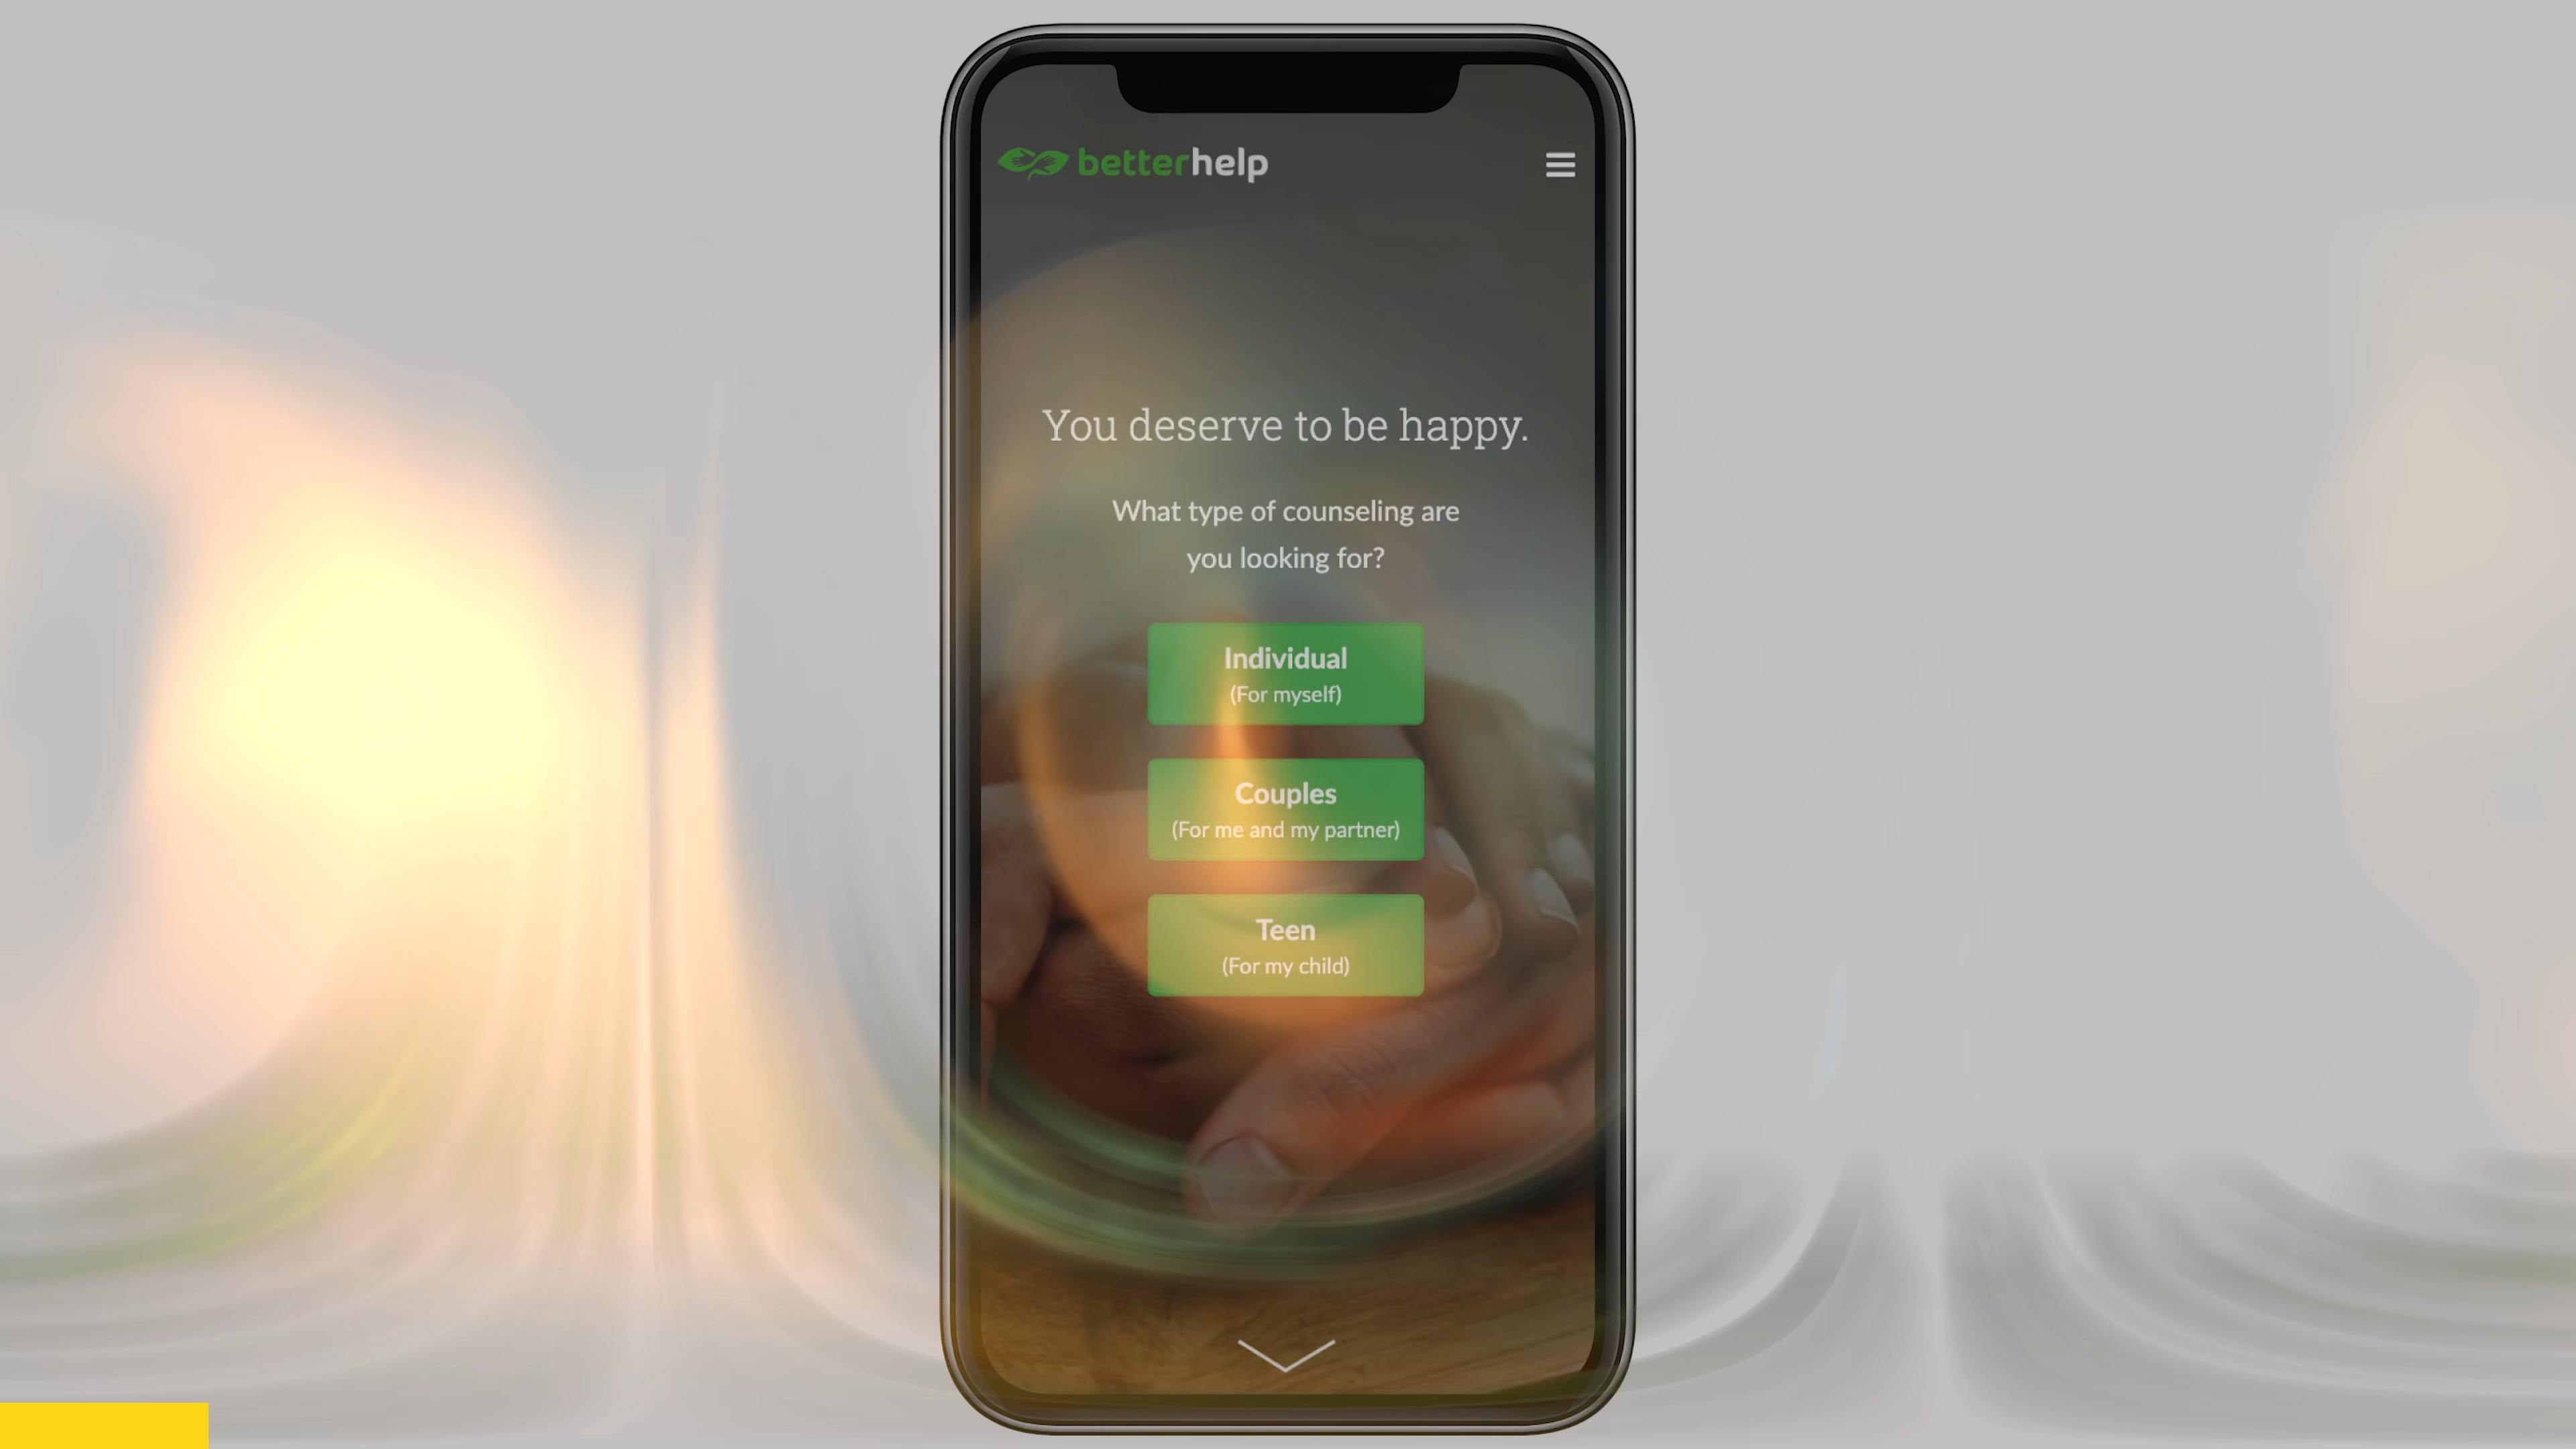 betterhelp
You deserve to be happy.
What type of counseling are
you looking for?
Individual
(For myself)
Couples
(For me and my partner)
Teen
(For my child)